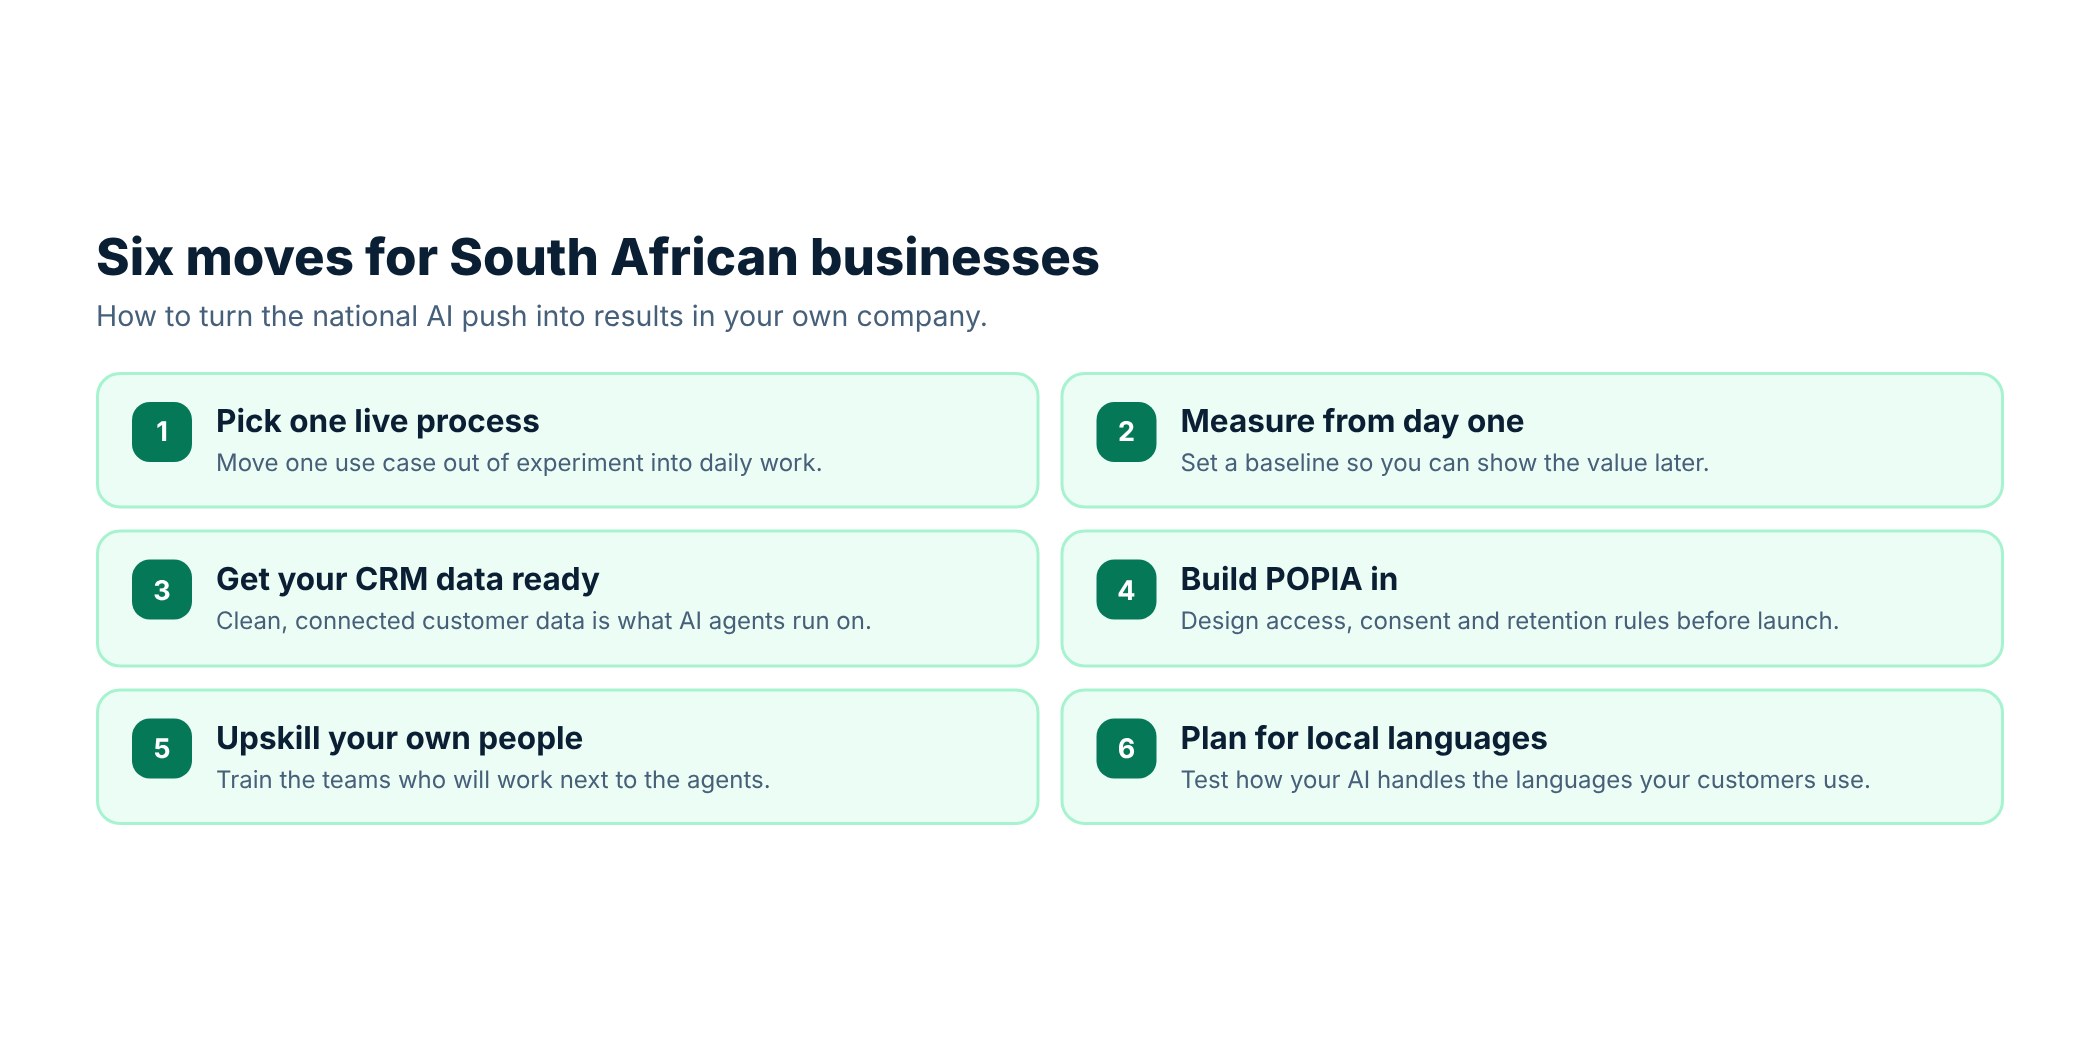 Six moves for South African businesses
How to turn the national AI push into results in your own company.
1
Pick one live process
Move one use case out of experiment into daily work.
2
Measure from day one
Set a baseline so you can show the value later.
3
Get your CRM data ready
Clean, connected customer data is what AI agents run on.
4
Build POPIA in
Design access, consent and retention rules before launch.
5
Upskill your own people
Train the teams who will work next to the agents.
6
Plan for local languages
Test how your AI handles the languages your customers use.